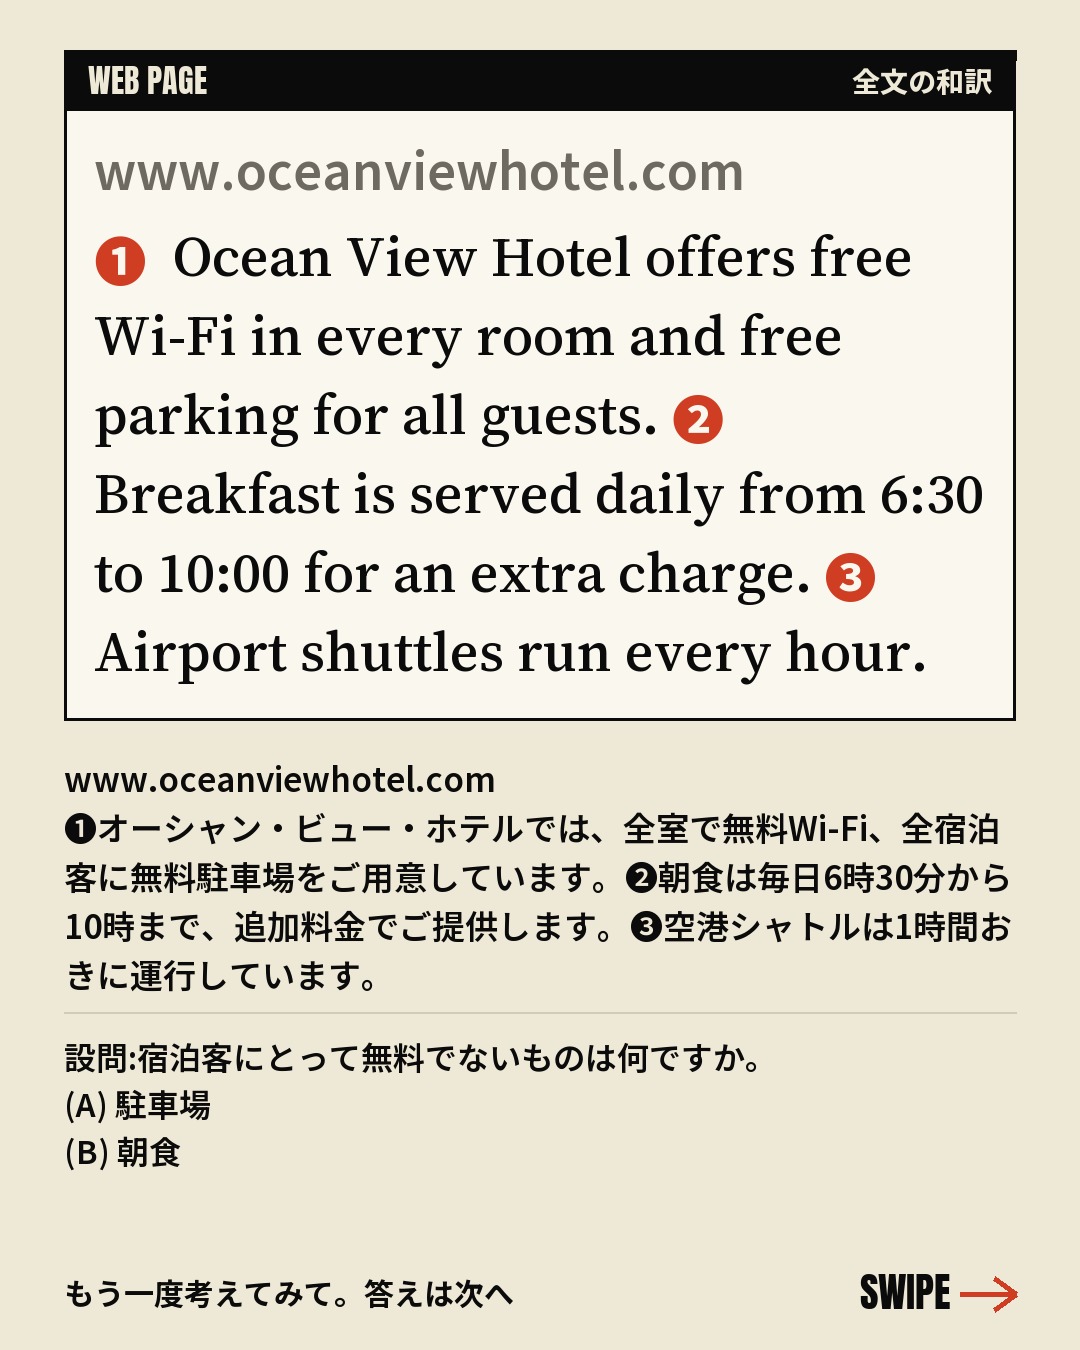 WEB PAGE
全文の和訳
www.oceanviewhotel.com
❶ Ocean View Hotel offers free
Wi-Fi in every room and free
parking for all guests. ❷
Breakfast is served daily from 6:30
to 10:00 for an extra charge. ❸
Airport shuttles run every hour.
www.oceanviewhotel.com
❶オーシャン・ビュー・ホテルでは、全室で無料Wi-Fi、全宿泊
客に無料駐車場をご用意しています。❷朝食は毎日6時30分から
10時まで、追加料金でご提供します。❸空港シャトルは1時間お
きに運行しています。
設問:宿泊客にとって無料でないものは何ですか。
(A) 駐車場
(B) 朝食
もう一度考えてみて。答えは次へ
SWIPE